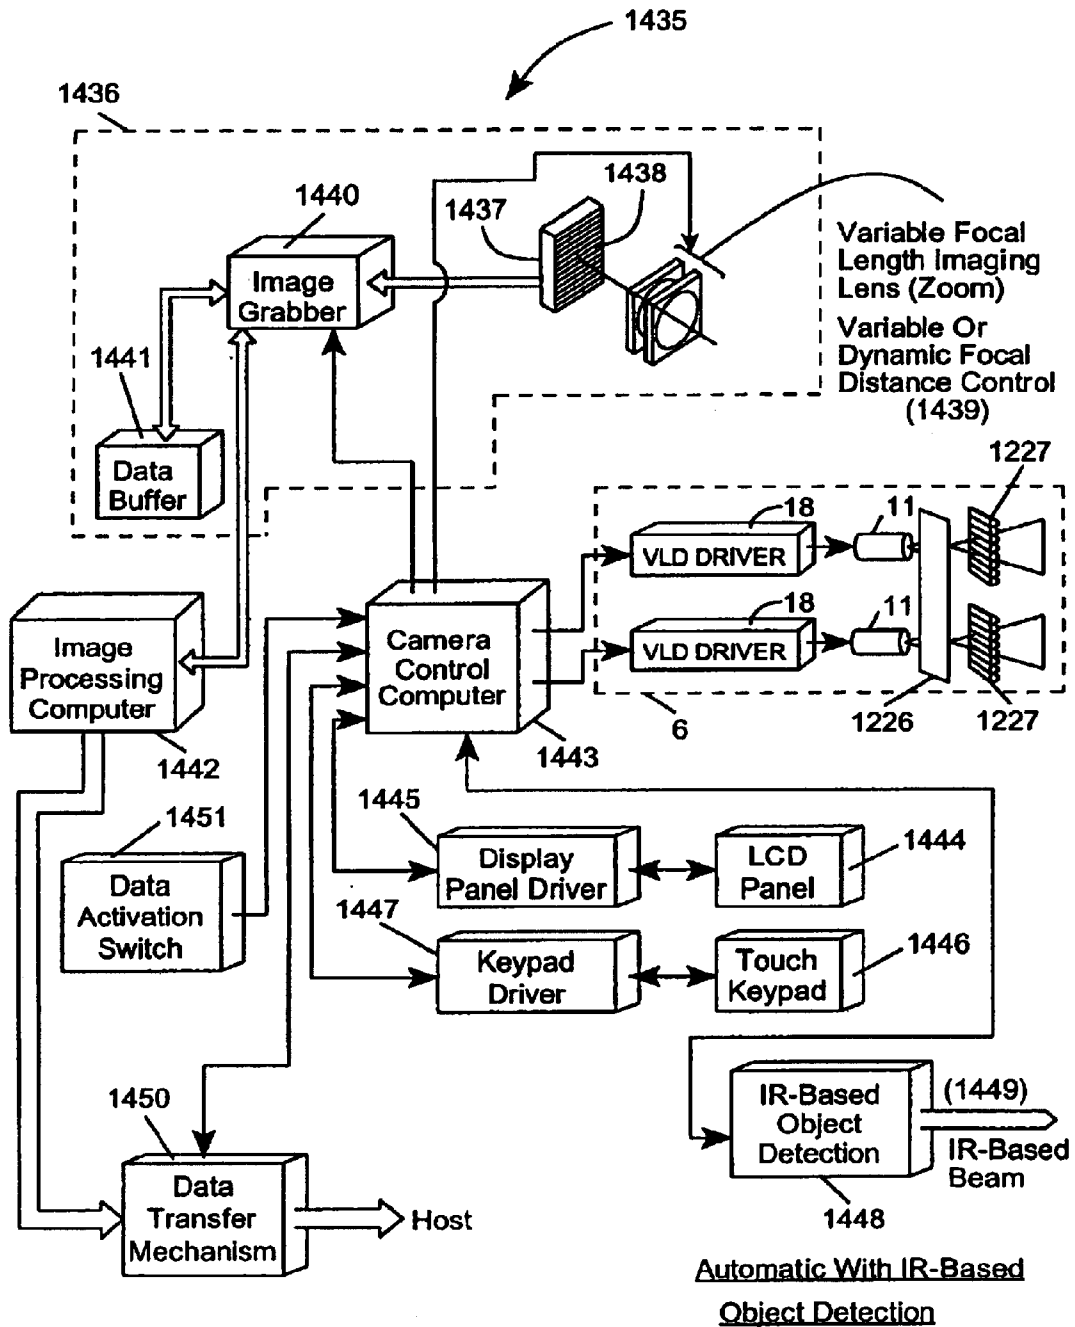 1435
1436
1440
1437
1438
Image
Grabber
Variable Focal
Length Imaging
Lens (Zoom)
Variable Or
Dynamic Focal
Distance Control
(1439)
1441
Data
Buffer
1227
18
11
VLD DRIVER
18
11
VLD DRIVER
6
1226
1227
Image
Processing
Computer
1442
Camera
Control
Computer
1443
1451
Data
Activation
Switch
1445
Display
Panel Driver
LCD
Panel
1444
1447
Keypad
Driver
Touch
Keypad
1446
1450
Data
Transfer
Mechanism
Host
IR-Based
Object
Detection
(1449)
IR-Based
Beam
1448
Automatic With IR-Based
Object Detection